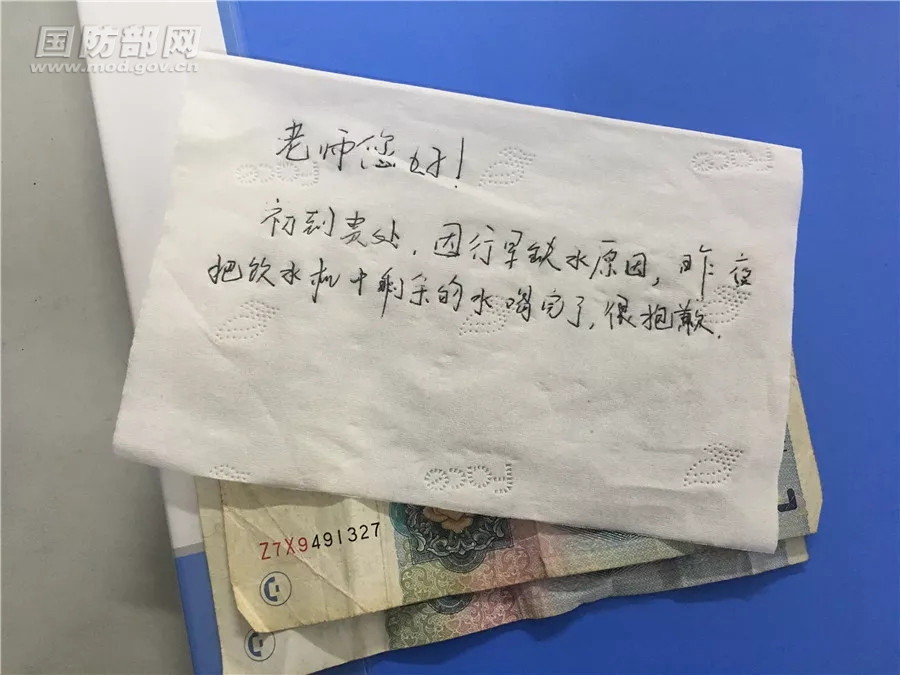 国防部网
www.mod.gov.cn
老师您好!
初到贵处,因行军缺水原因,昨夜
把饮水机中剩余的水喝完了,很抱歉.
Z7X9491327